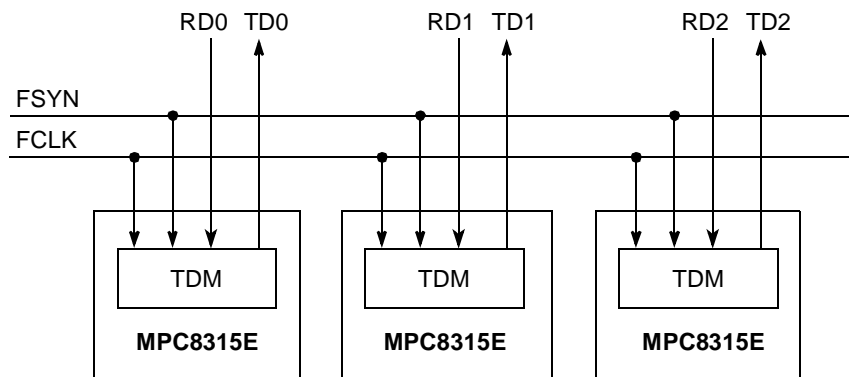 RD0 TD0 RD1 TD1 RD2 TD2
FSYN
FCLK
TDM TDM TDM
MPC8315E MPC8315E MPC8315E